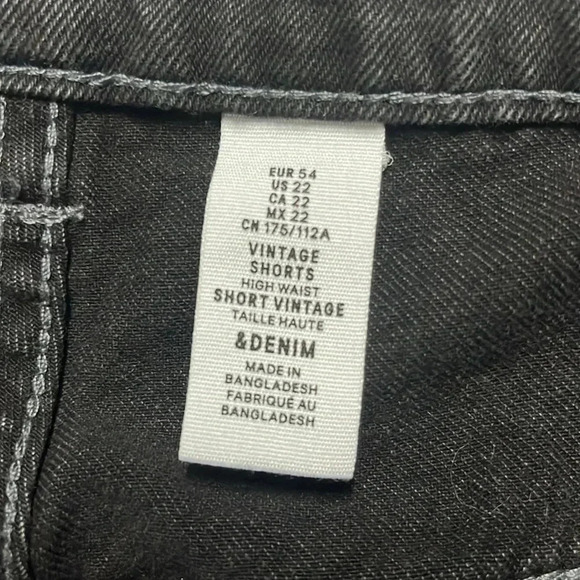 EUR 54
US 22
CA 22
MX 22
CN 175/112A
VINTAGE
SHORTS
HIGH WAIST
SHORT VINTAGE
TAILLE HAUTE
&DENIM
MADE IN
BANGLADESH
FABRIQUÉ AU
BANGLADESH